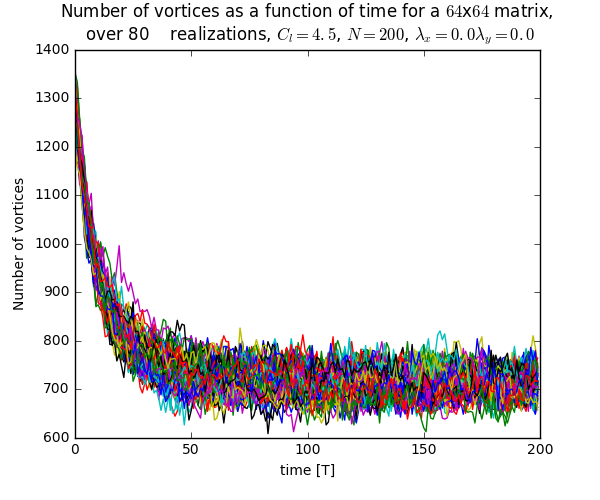 Number of vortices as a function of time for a 64x64 matrix,
over 80    realizations, C_l = 4.5, N = 200, λ_x = 0.0λ_y = 0.0
1400
1300
1200
1100
1000
900
800
700
600
Number of vortices
0 50 100 150 200
time [T]